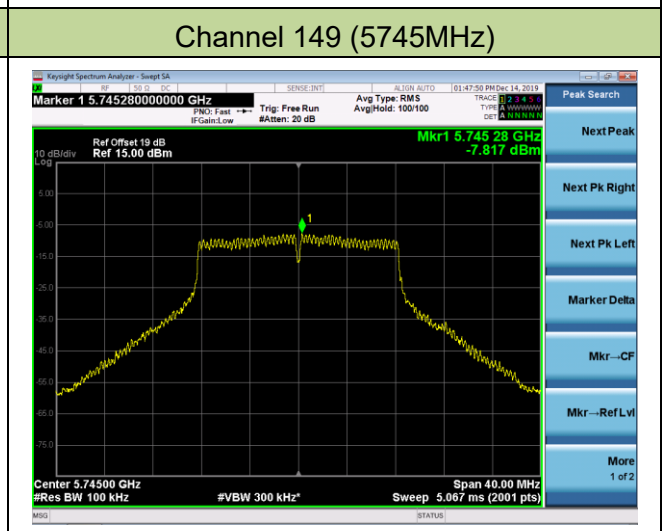 Channel 149 (5745MHz)
Keysight Spectrum Analyzer - Swept SA
RF 50 Ω DC SENSE:INT ALIGN AUTO 01:47:50 PM Dec 14, 2019
Marker 1 5.745280000000 GHz
PNO: Fast
IFGain:Low
Trig: Free Run
#Atten: 20 dB
Avg Type: RMS
Avg|Hold: 100/100
TRACE 1 2 3 4 5 6
TYPE A WWWWW
DET A N N N N N
Peak Search
Ref Offset 19 dB
10 dB/div Ref 15.00 dBm
Log
Mkr1 5.745 28 GHz
-7.817 dBm
5.00
-5.00
-15.0
-25.0
-35.0
-45.0
-55.0
-65.0
-75.0
1
Center 5.74500 GHz Span 40.00 MHz
#Res BW 100 kHz #VBW 300 kHz* Sweep 5.067 ms (2001 pts)
MSG STATUS
Next Peak
Next Pk Right
Next Pk Left
Marker Delta
Mkr→CF
Mkr→Ref Lvl
More
1 of 2